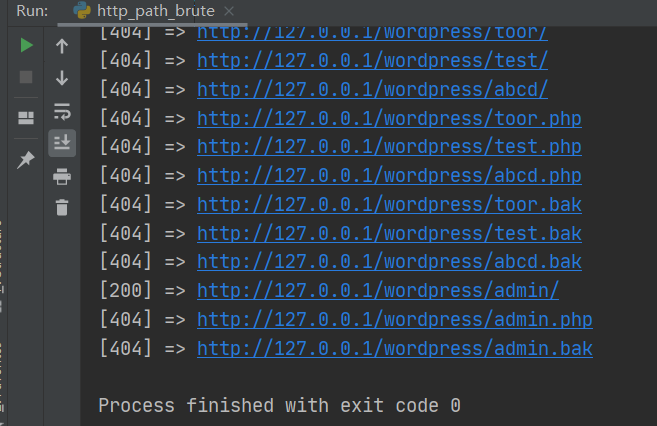 Run: http_path_brute
[404] => http://127.0.0.1/wordpress/toor/
[404] => http://127.0.0.1/wordpress/test/
[404] => http://127.0.0.1/wordpress/abcd/
[404] => http://127.0.0.1/wordpress/toor.php
[404] => http://127.0.0.1/wordpress/test.php
[404] => http://127.0.0.1/wordpress/abcd.php
[404] => http://127.0.0.1/wordpress/toor.bak
[404] => http://127.0.0.1/wordpress/test.bak
[404] => http://127.0.0.1/wordpress/abcd.bak
[200] => http://127.0.0.1/wordpress/admin/
[404] => http://127.0.0.1/wordpress/admin.php
[404] => http://127.0.0.1/wordpress/admin.bak
Process finished with exit code 0